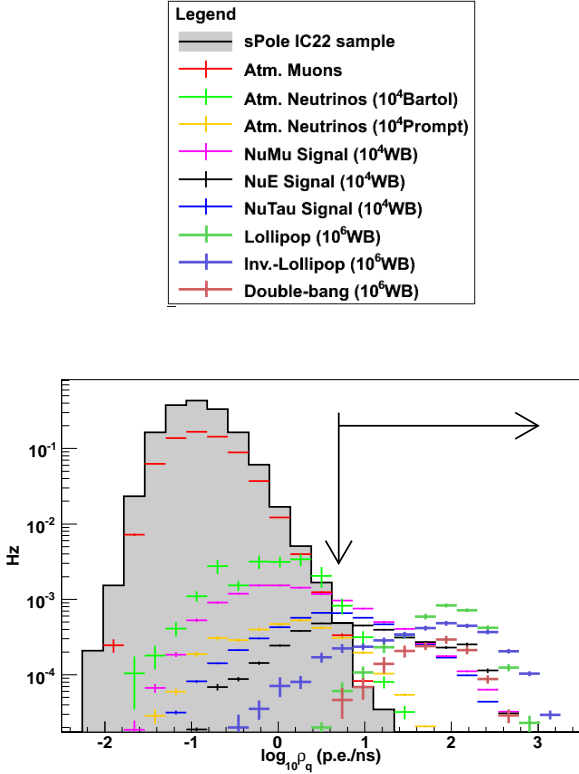 Legend
sPole IC22 sample
Atm. Muons
Atm. Neutrinos (10⁴Bartol)
Atm. Neutrinos (10⁴Prompt)
NuMu Signal (10⁴WB)
NuE Signal (10⁴WB)
NuTau Signal (10⁴WB)
Lollipop (10⁶WB)
Inv.-Lollipop (10⁶WB)
Double-bang (10⁶WB)
10⁻¹
10⁻²
10⁻³
10⁻⁴
Hz
-2 -1 0 1 2 3
log₁₀ρ_q (p.e./ns)